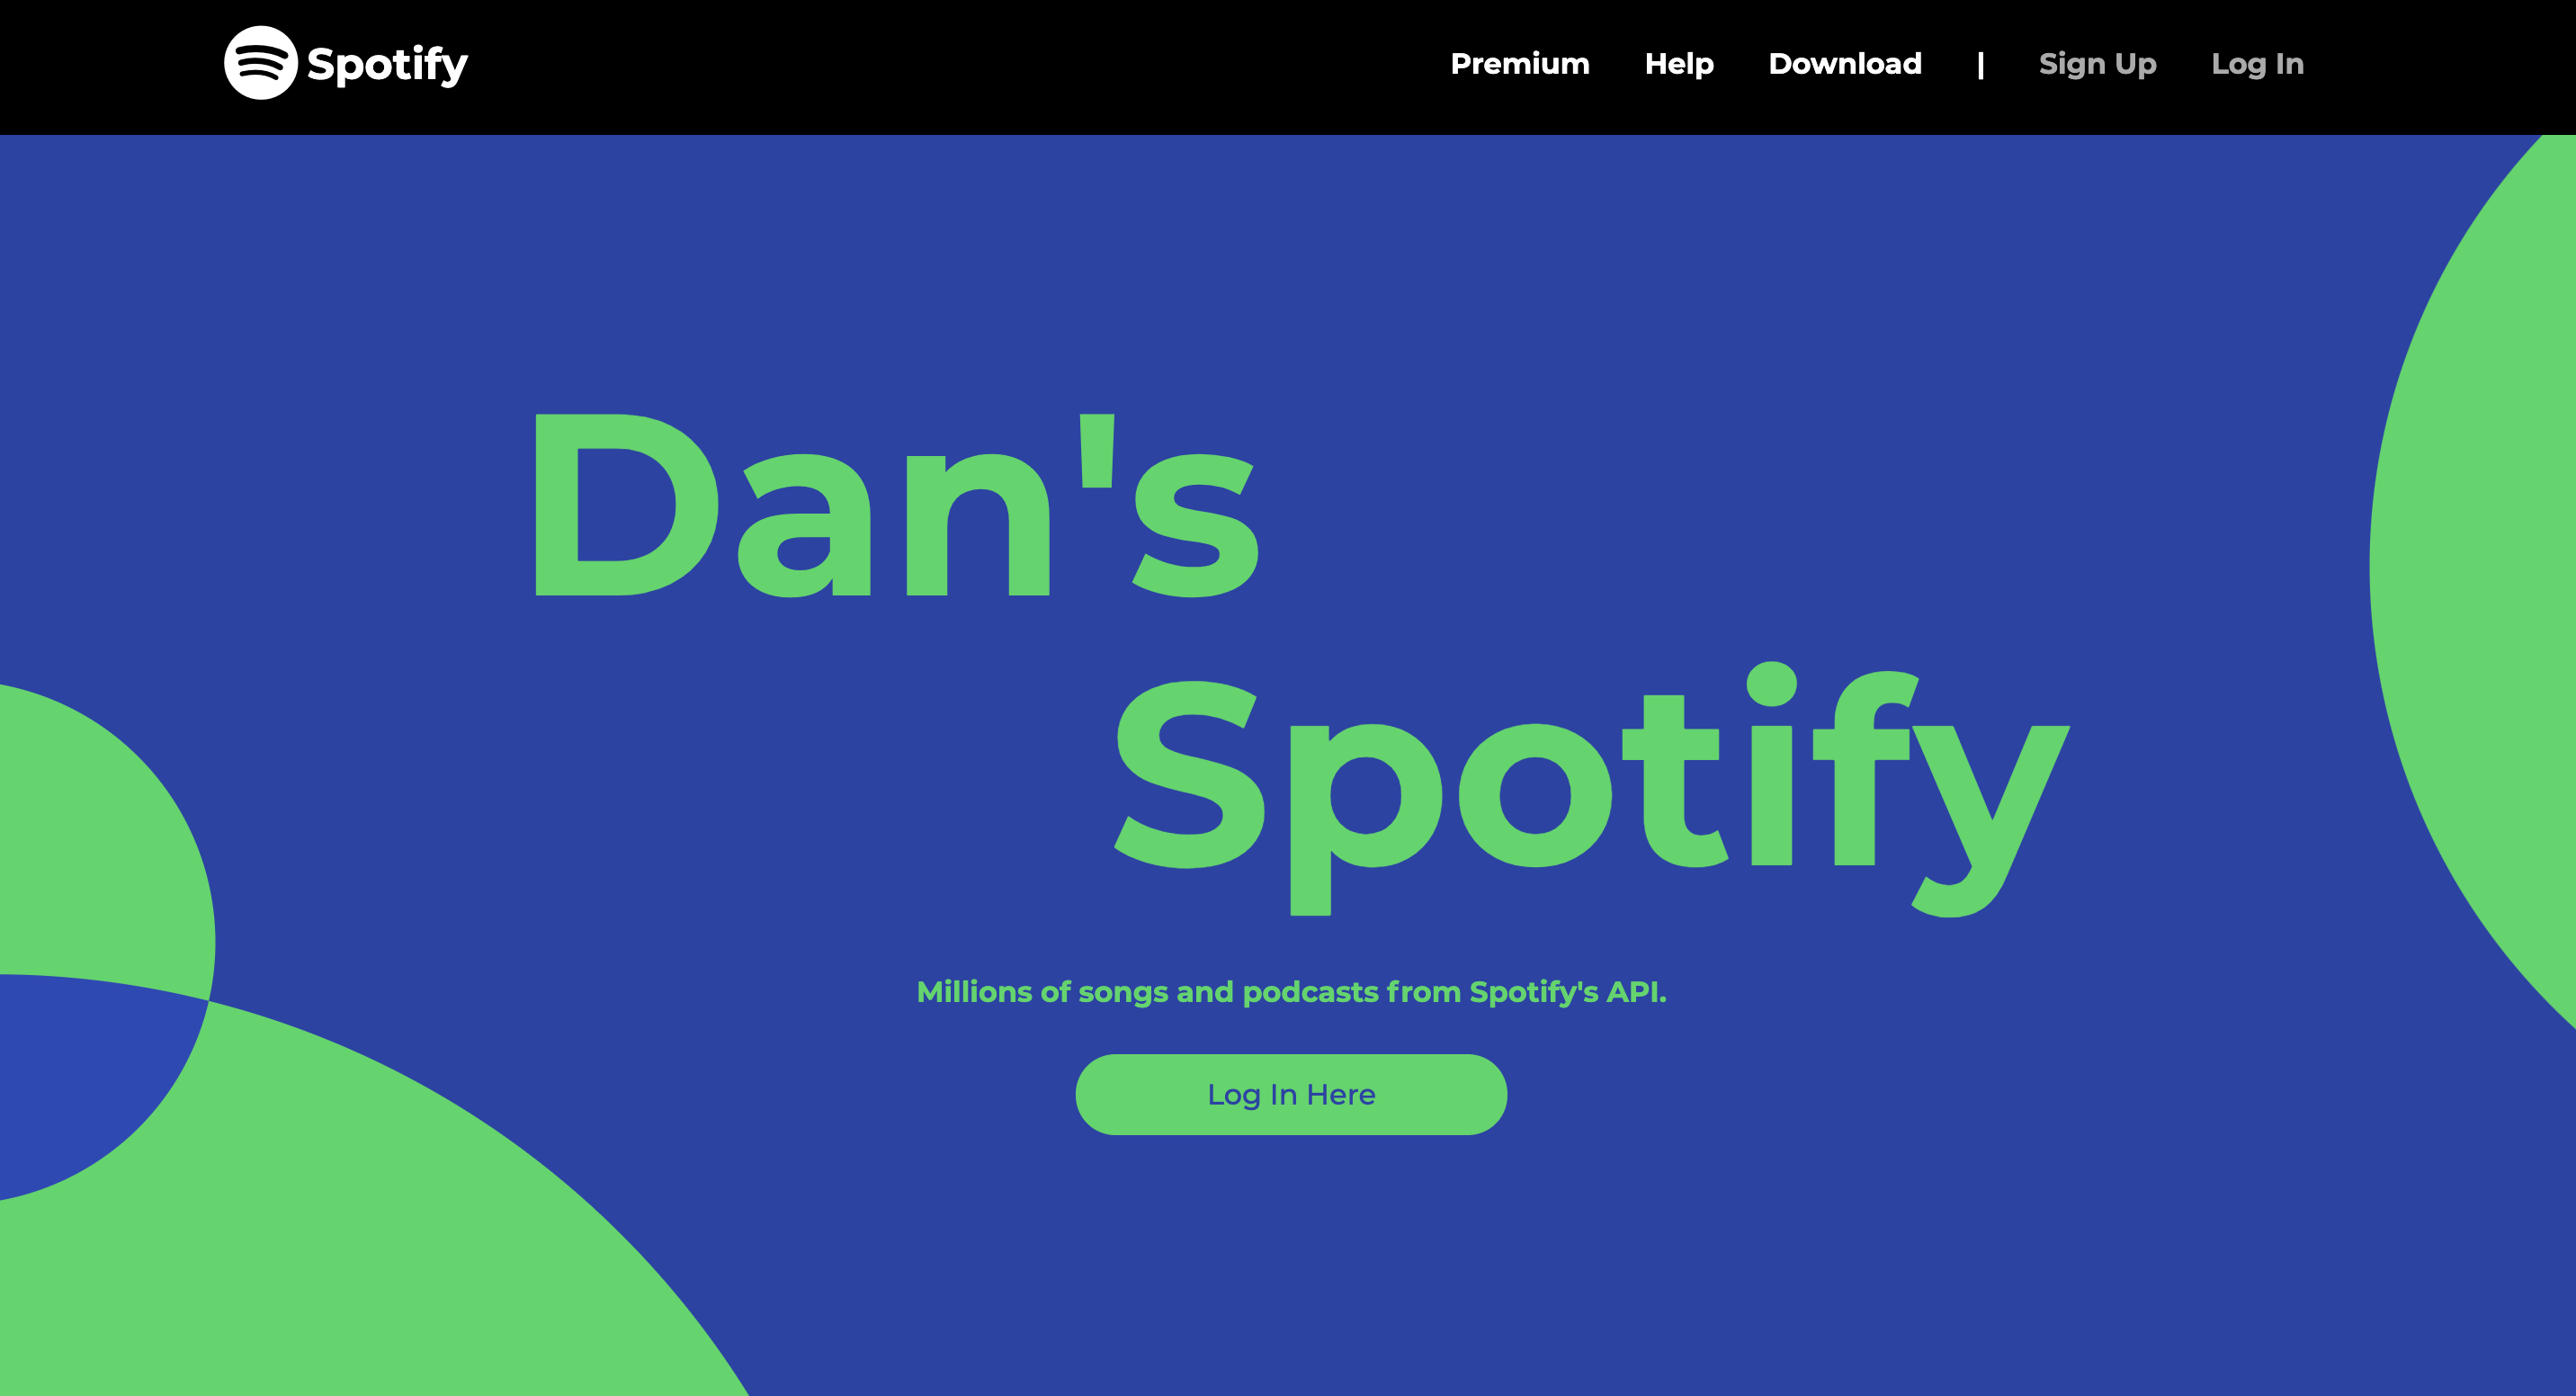 Spotify Premium Help Download | Sign Up Log In
Dan's
Spotify
Millions of songs and podcasts from Spotify's API.
Log In Here